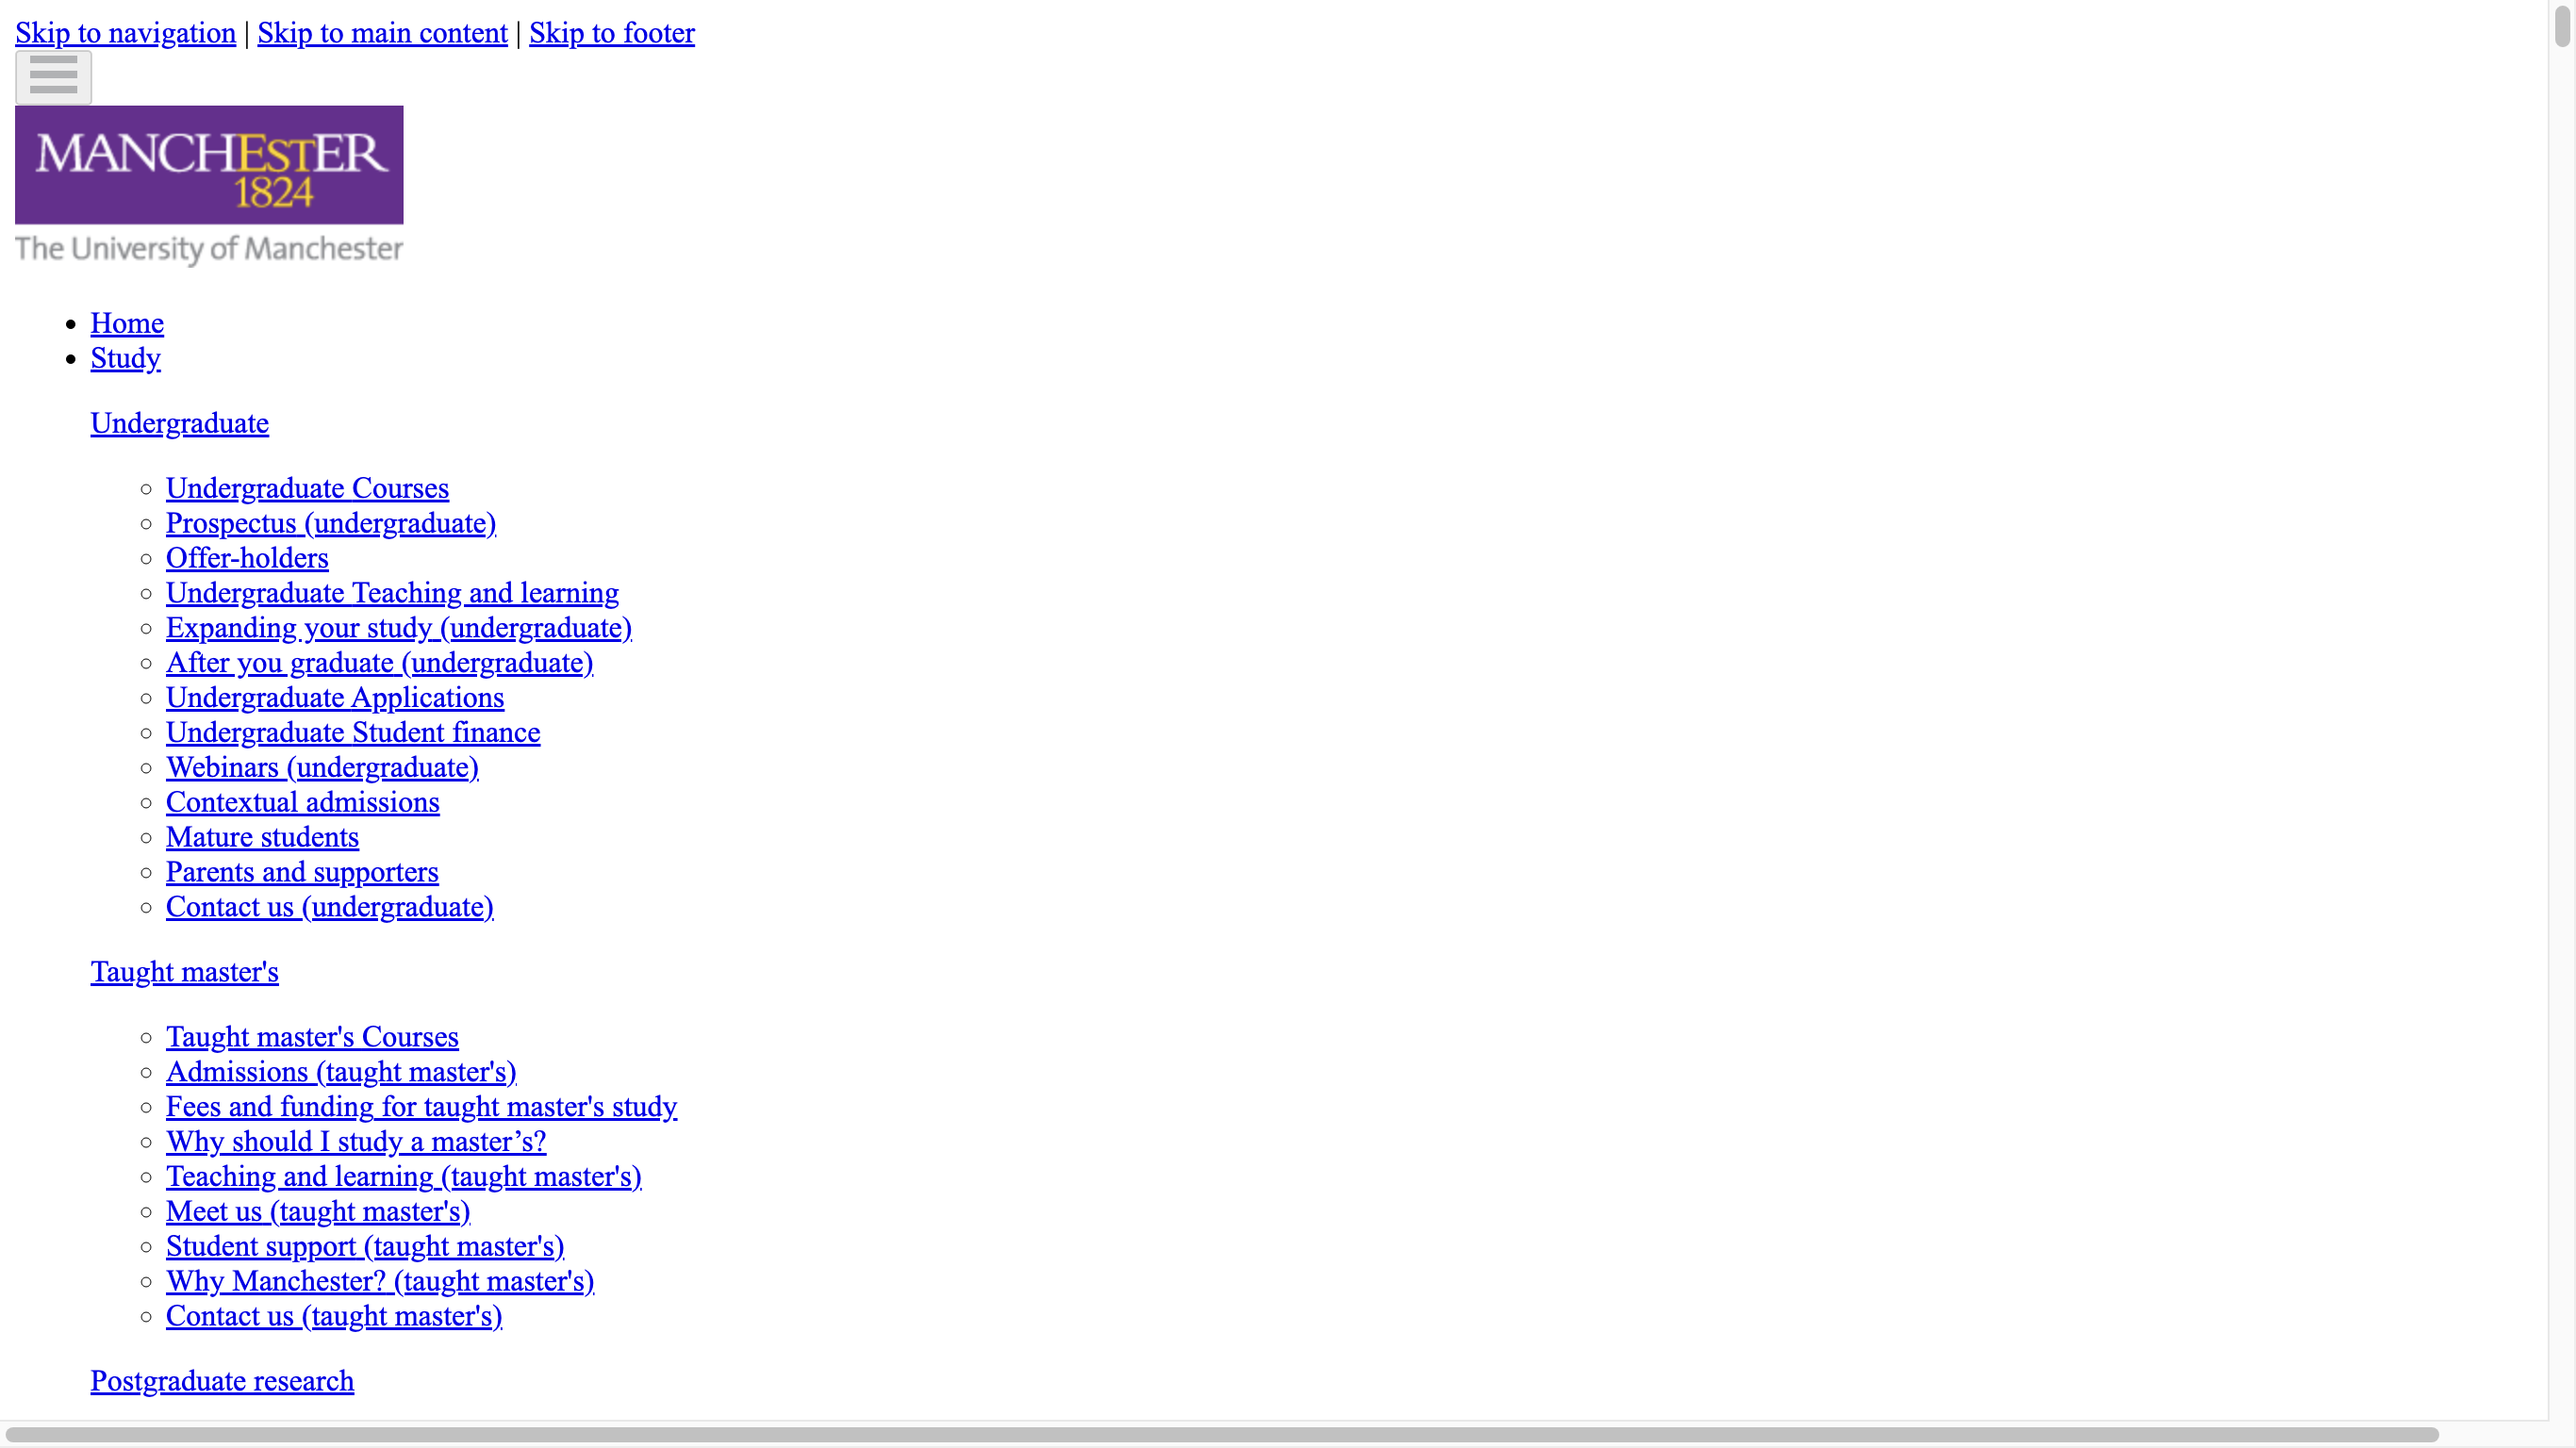 Skip to navigation | Skip to main content | Skip to footer
MANCHESTER
1824
The University of Manchester
Home
Study
Undergraduate
Undergraduate Courses
Prospectus (undergraduate)
Offer-holders
Undergraduate Teaching and learning
Expanding your study (undergraduate)
After you graduate (undergraduate)
Undergraduate Applications
Undergraduate Student finance
Webinars (undergraduate)
Contextual admissions
Mature students
Parents and supporters
Contact us (undergraduate)
Taught master's
Taught master's Courses
Admissions (taught master's)
Fees and funding for taught master's study
Why should I study a master’s?
Teaching and learning (taught master's)
Meet us (taught master's)
Student support (taught master's)
Why Manchester? (taught master's)
Contact us (taught master's)
Postgraduate research